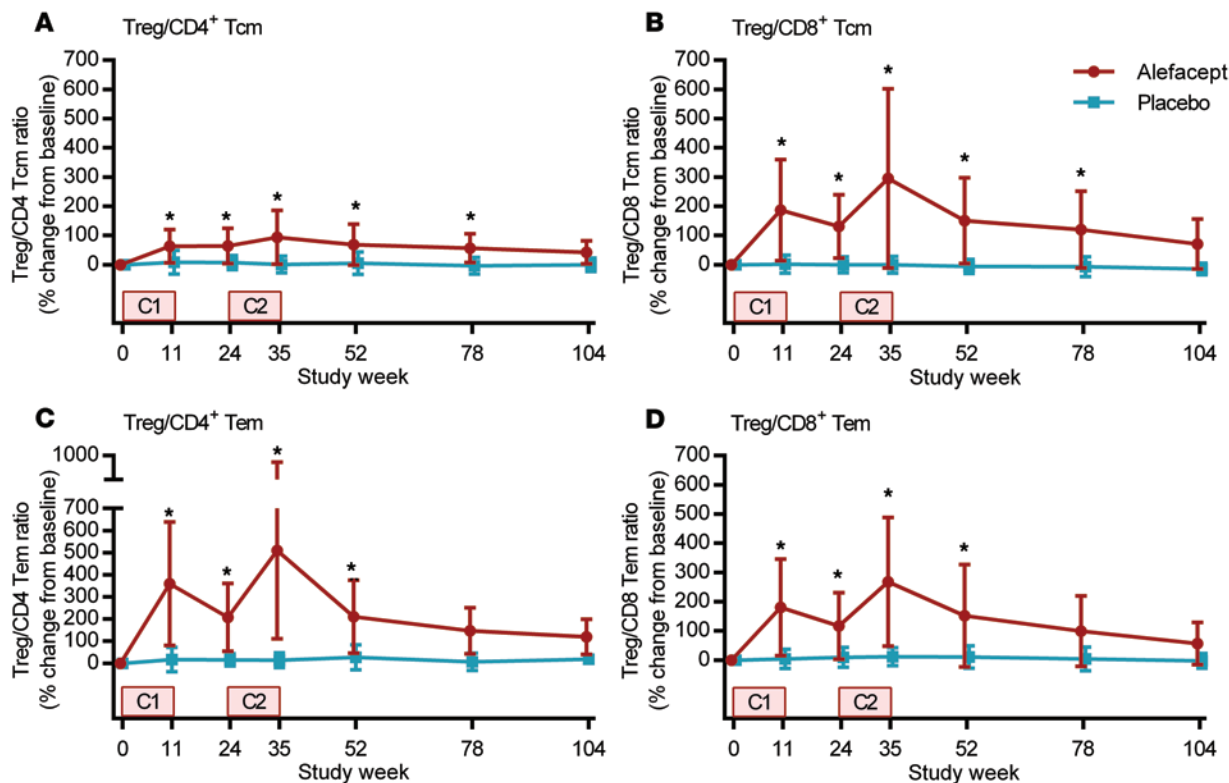 A Treg/CD4+ Tcm
Treg/CD4 Tcm ratio
(% change from baseline)
700
600
500
400
300
200
100
0
* * * * *
C1 C2
0 11 24 35 52 78 104
Study week
B Treg/CD8+ Tcm
Treg/CD8 Tcm ratio
(% change from baseline)
700
600
500
400
300
200
100
0
* * * * *
Alefacept
Placebo
C1 C2
0 11 24 35 52 78 104
Study week
C Treg/CD4+ Tem
Treg/CD4 Tem ratio
(% change from baseline)
1000
700
600
500
400
300
200
100
0
* * * *
C1 C2
0 11 24 35 52 78 104
Study week
D Treg/CD8+ Tem
Treg/CD8 Tem ratio
(% change from baseline)
700
600
500
400
300
200
100
0
* * * *
C1 C2
0 11 24 35 52 78 104
Study week